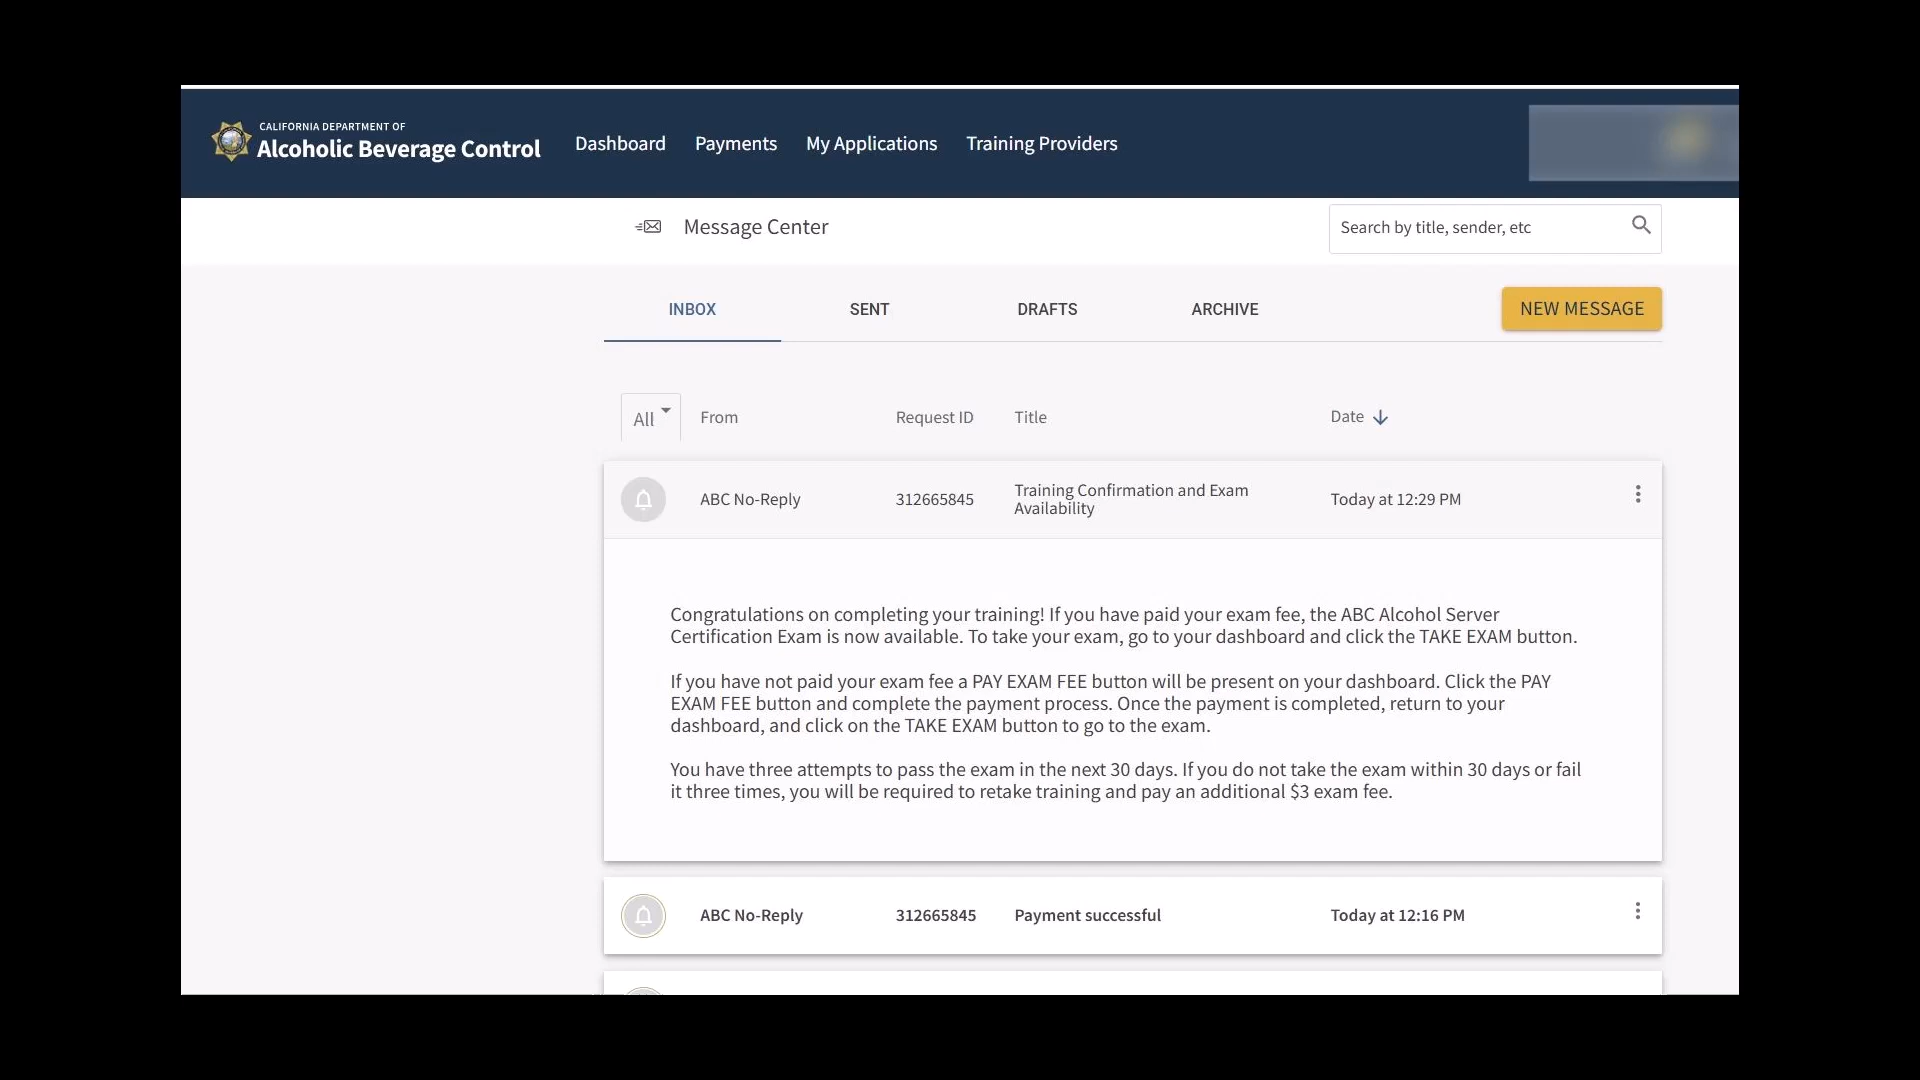 CALIFORNIA DEPARTMENT OF
Alcoholic Beverage Control
Dashboard
Payments
My Applications
Training Providers
Message Center
Search by title, sender, etc
INBOX
SENT
DRAFTS
ARCHIVE
NEW MESSAGE
All
From
Request ID
Title
Date
ABC No-Reply
312665845
Training Confirmation and Exam
Availability
Today at 12:29 PM
Congratulations on completing your training! If you have paid your exam fee, the ABC Alcohol Server
Certification Exam is now available. To take your exam, go to your dashboard and click the TAKE EXAM button.
If you have not paid your exam fee a PAY EXAM FEE button will be present on your dashboard. Click the PAY
EXAM FEE button and complete the payment process. Once the payment is completed, return to your
dashboard, and click on the TAKE EXAM button to go to the exam.
You have three attempts to pass the exam in the next 30 days. If you do not take the exam within 30 days or fail
it three times, you will be required to retake training and pay an additional $3 exam fee.
ABC No-Reply
312665845
Payment successful
Today at 12:16 PM